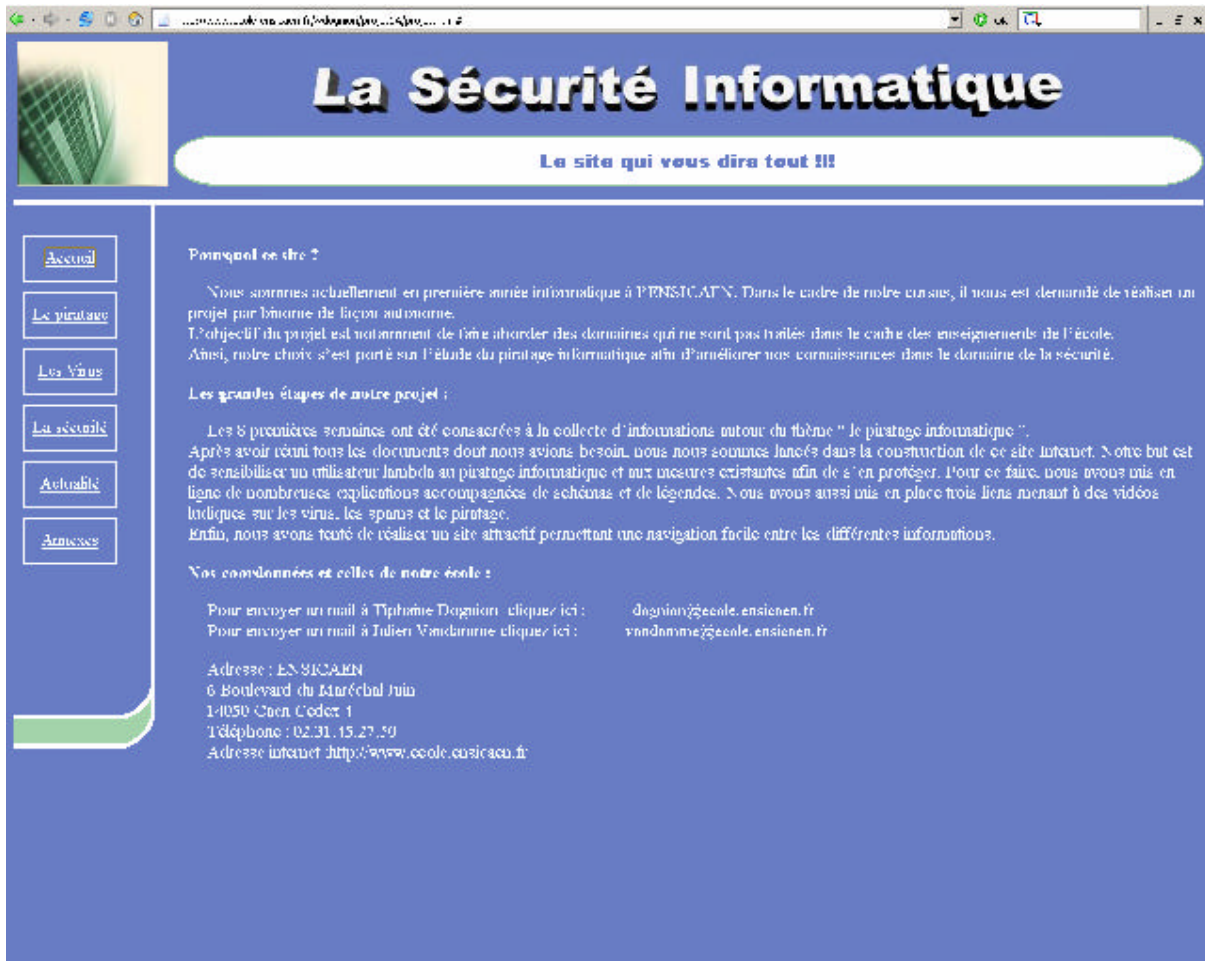 La Sécurité Informatique
Le site qui vous dira tout !!!
Accueil
Le piratage
Les Virus
La sécurité
Actualité
Annexes
Pourquoi ce site ?
Nous sommes actuellement en première année informatique à l'ENSICAEN. Dans le cadre de notre cursus, il nous est demandé de réaliser un
projet par binome de façon autonome.
L'objectif du projet est notamment de faire aborder des domaines qui ne sont pas traités dans le cadre des enseignements de l'école.
Ainsi, notre choix s'est porté sur l'étude du piratage informatique afin d'améliorer nos connaissances dans le domaine de la sécurité.
Les grandes étapes de notre projet :
Les 8 premières semaines ont été consacrées à la collecte d'informations autour du thème " le piratage informatique ".
Après avoir réuni tous les documents dont nous avions besoin, nous nous sommes lancés dans la construction de ce site Internet. Notre but est
de sensibiliser un utilisateur lambda au piratage informatique et aux mesures existantes afin de s'en protéger. Pour ce faire, nous avons mis en
ligne de nombreuses explications accompagnées de schémas et de légendes. Nous avons aussi mis en place trois liens menant à des vidéos
ludiques sur les virus, les spams et le piratage.
Enfin, nous avons tenté de réaliser un site attractif permettant une navigation facile entre les différentes informations.
Nos coordonnées et celles de notre école :
Pour envoyer un mail à Tiphaine Dognion cliquez ici : dognion@ecole.ensicaen.fr
Pour envoyer un mail à Julien Vandamme cliquez ici : vandamme@ecole.ensicaen.fr
Adresse : ENSICAEN
6 Boulevard du Maréchal Juin
14050 Caen Cedex 4
Téléphone : 02.31.45.27.50
Adresse internet :http://www.ecole.ensicaen.fr